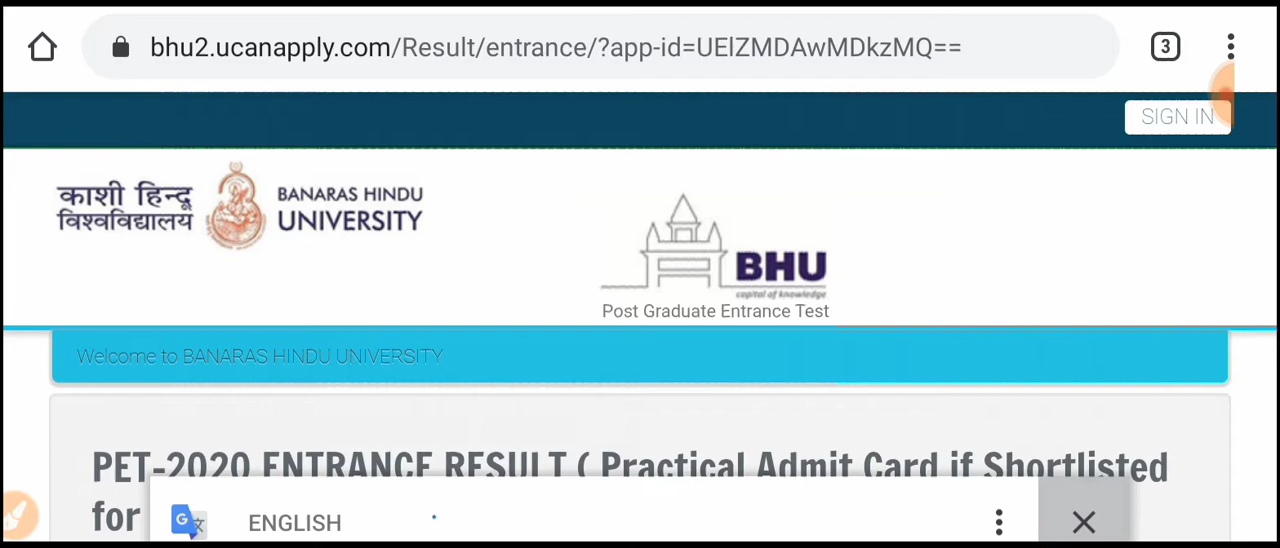 bhu2.ucanapply.com/Result/entrance/?app-id=UElZMDAwMDkzMQ==
3
SIGN IN
काशी हिन्दू
विश्वविद्यालय
BANARAS HINDU
UNIVERSITY
BHU
capital of knowledge
Post Graduate Entrance Test
Welcome to BANARAS HINDU UNIVERSITY
PET-2020 ENTRANCE RESULT ( Practical Admit Card if Shortlisted
for
G 文
ENGLISH